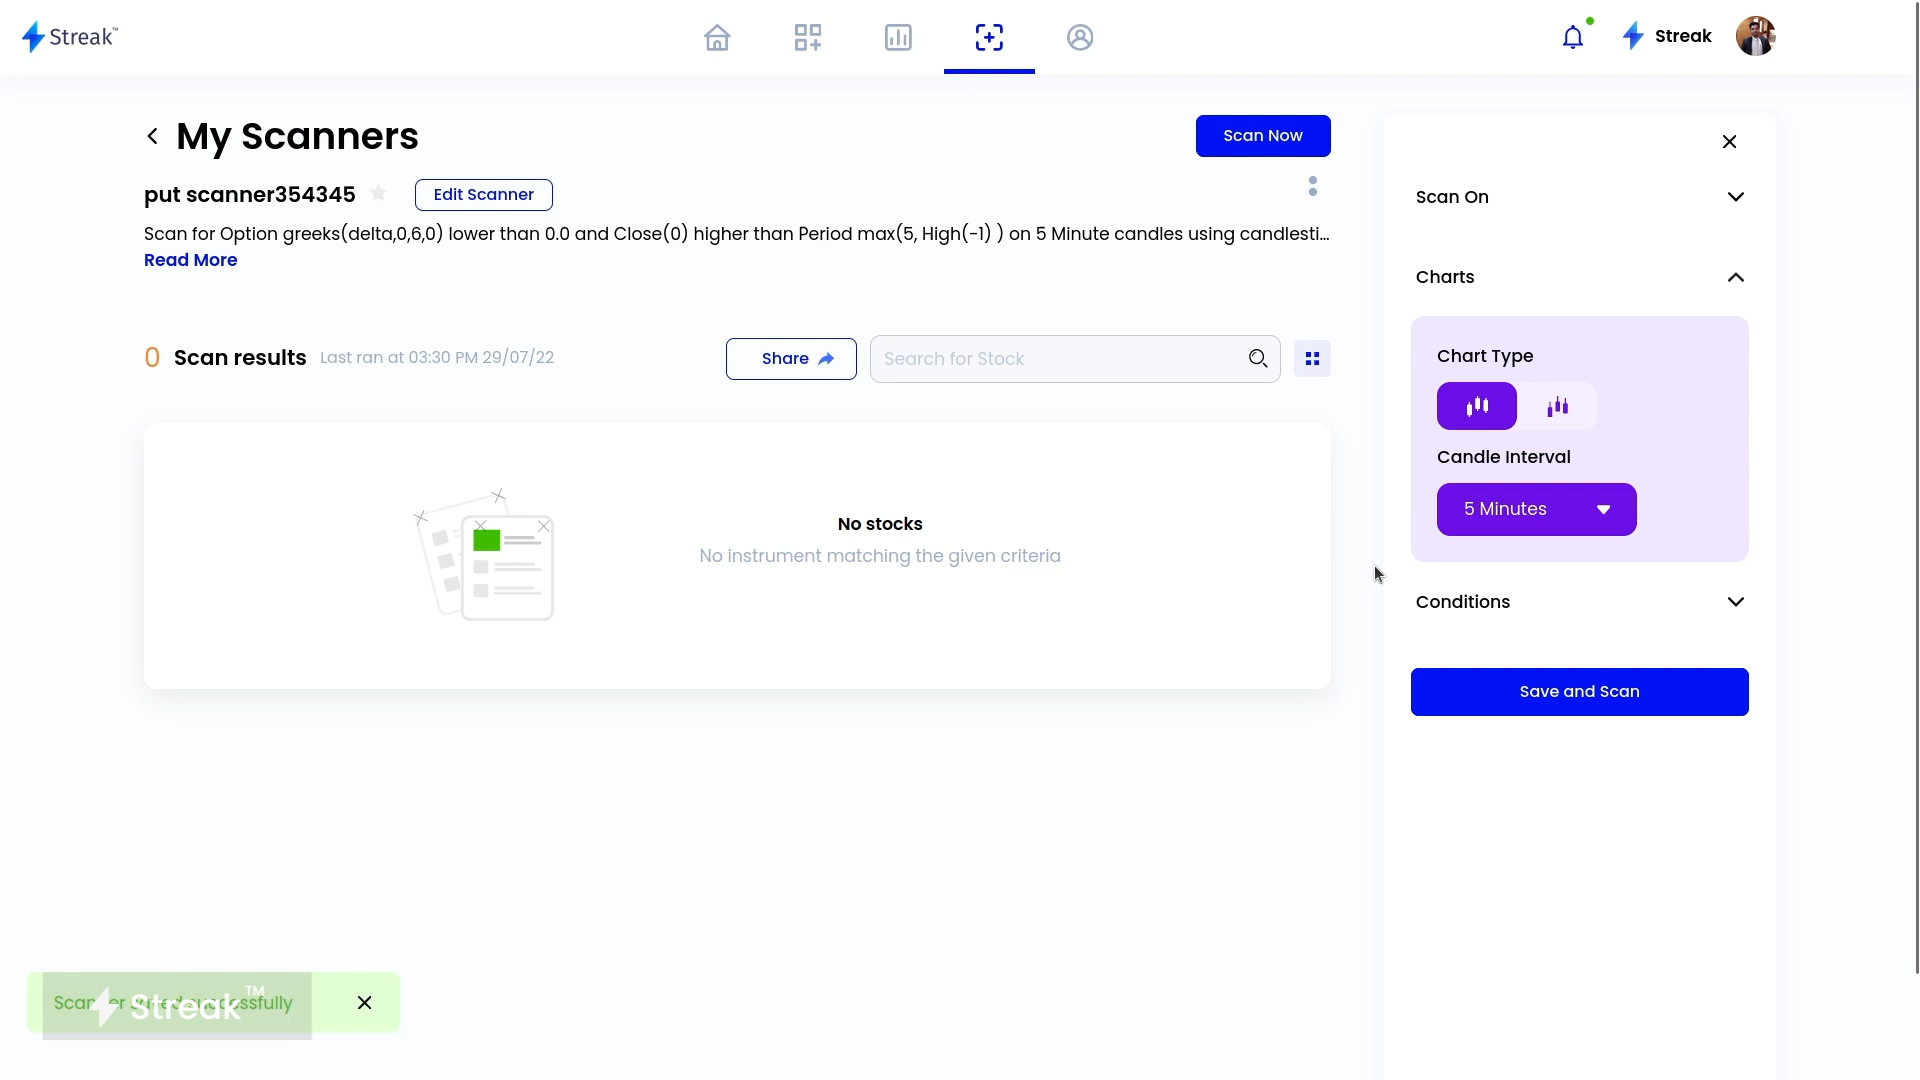 Streak™
Streak
My Scanners
Scan Now
put scanner354345
Edit Scanner
Scan for Option greeks(delta,0,6,0) lower than 0.0 and Close(0) higher than Period max(5, High(-1) ) on 5 Minute candles using candlesti...
Read More
0 Scan results Last ran at 03:30 PM 29/07/22
Share
Search for Stock
No stocks
No instrument matching the given criteria
Scan On
Charts
Chart Type
Candle Interval
5 Minutes
Conditions
Save and Scan
Streak™